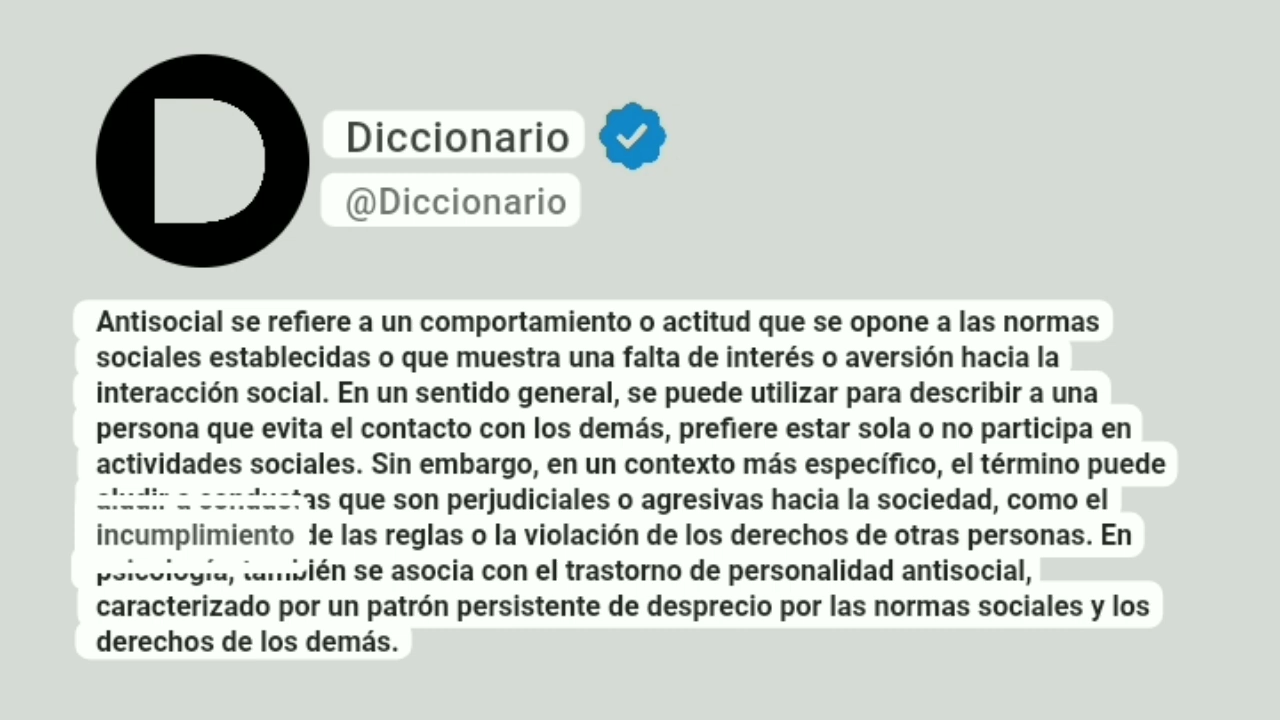 D
Diccionario
@Diccionario
Antisocial se refiere a un comportamiento o actitud que se opone a las normas
sociales establecidas o que muestra una falta de interés o aversión hacia la
interacción social. En un sentido general, se puede utilizar para describir a una
persona que evita el contacto con los demás, prefiere estar sola o no participa en
actividades sociales. Sin embargo, en un contexto más específico, el término puede
aludir a conductas que son perjudiciales o agresivas hacia la sociedad, como el
incumplimiento de las reglas o la violación de los derechos de otras personas. En
psicología, también se asocia con el trastorno de personalidad antisocial,
caracterizado por un patrón persistente de desprecio por las normas sociales y los
derechos de los demás.